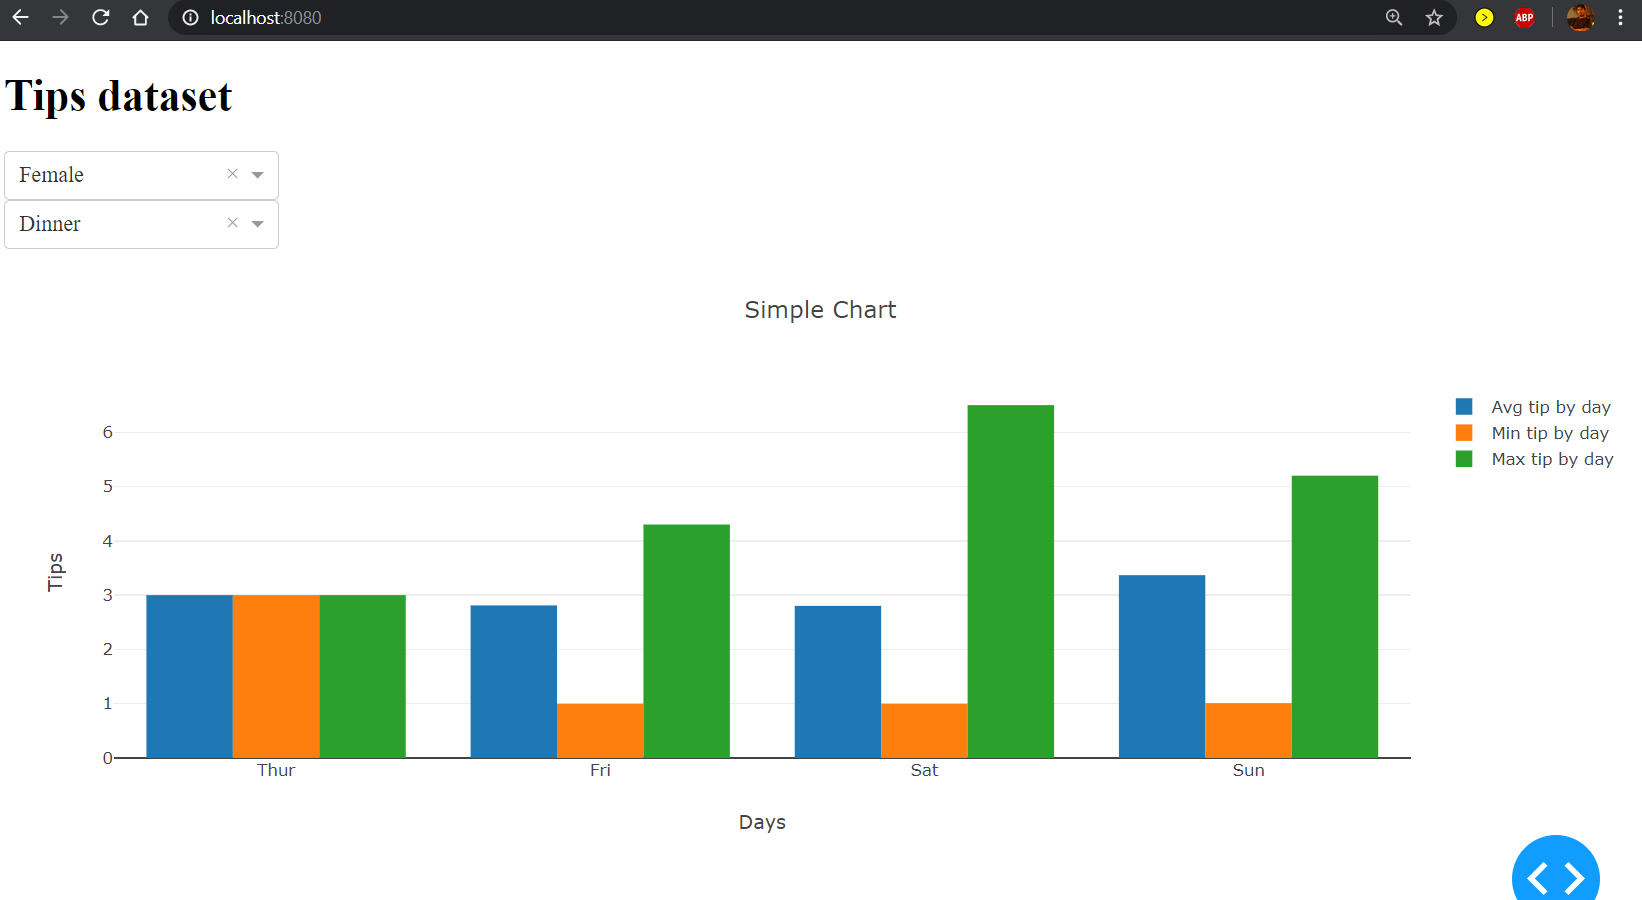 localhost:8080
ABP
Tips dataset
Female
Dinner
Simple Chart
Avg tip by day
Min tip by day
Max tip by day
Tips
6
5
4
3
2
1
0
Thur Fri Sat Sun
Days